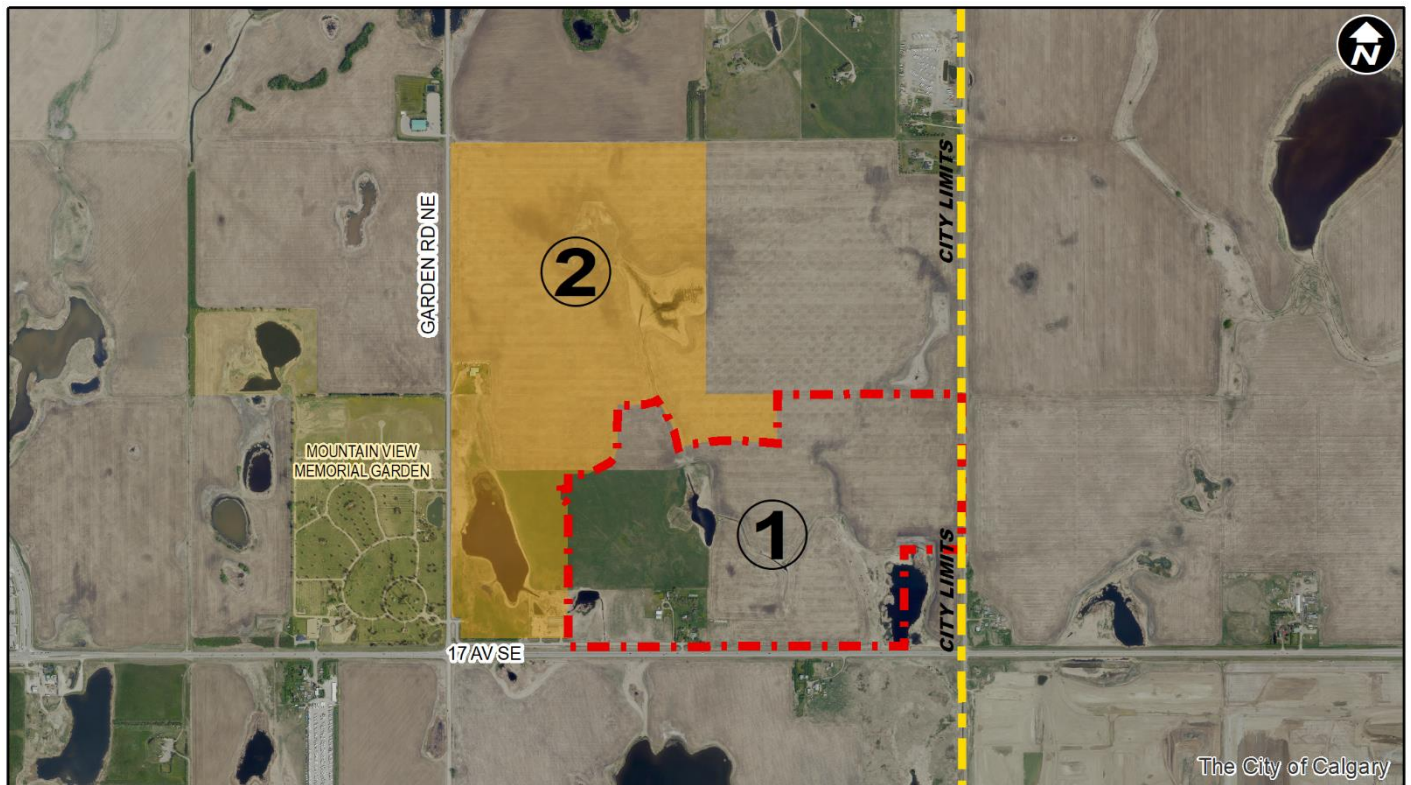 N
CITY LIMITS
2
GARDEN RD NE
MOUNTAIN VIEW
MEMORIAL GARDEN
1
CITY LIMITS
17 AV SE
The City of Calgary